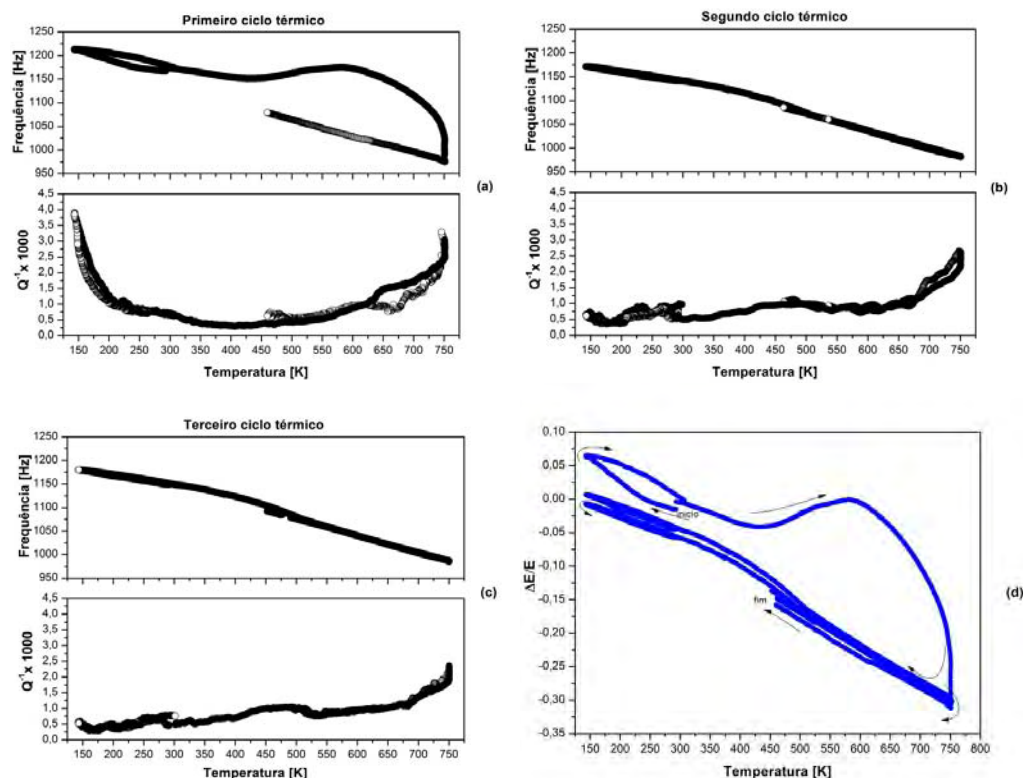 Primeiro ciclo térmico
Frequência [Hz]
1250
1200
1150
1100
1050
1000
950
(a)
Q⁻¹x 1000
4,5
4,0
3,5
3,0
2,5
2,0
1,5
1,0
0,5
0,0
150 200 250 300 350 400 450 500 550 600 650 700 750
Temperatura [K]
Segundo ciclo térmico
Frequência [Hz]
1250
1200
1150
1100
1050
1000
950
(b)
Q⁻¹x 1000
4,5
4,0
3,5
3,0
2,5
2,0
1,5
1,0
0,5
0,0
150 200 250 300 350 400 450 500 550 600 650 700 750
Temperatura [K]
Terceiro ciclo térmico
Frequência [Hz]
1250
1200
1150
1100
1050
1000
950
(c)
Q⁻¹x 1000
4,5
4,0
3,5
3,0
2,5
2,0
1,5
1,0
0,5
0,0
150 200 250 300 350 400 450 500 550 600 650 700 750
Temperatura [K]
ΔE/E
0,10
0,05
0,00
-0,05
-0,10
-0,15
-0,20
-0,25
-0,30
-0,35
início
fim
(d)
150 200 250 300 350 400 450 500 550 600 650 700 750 800
Temperatura [K]